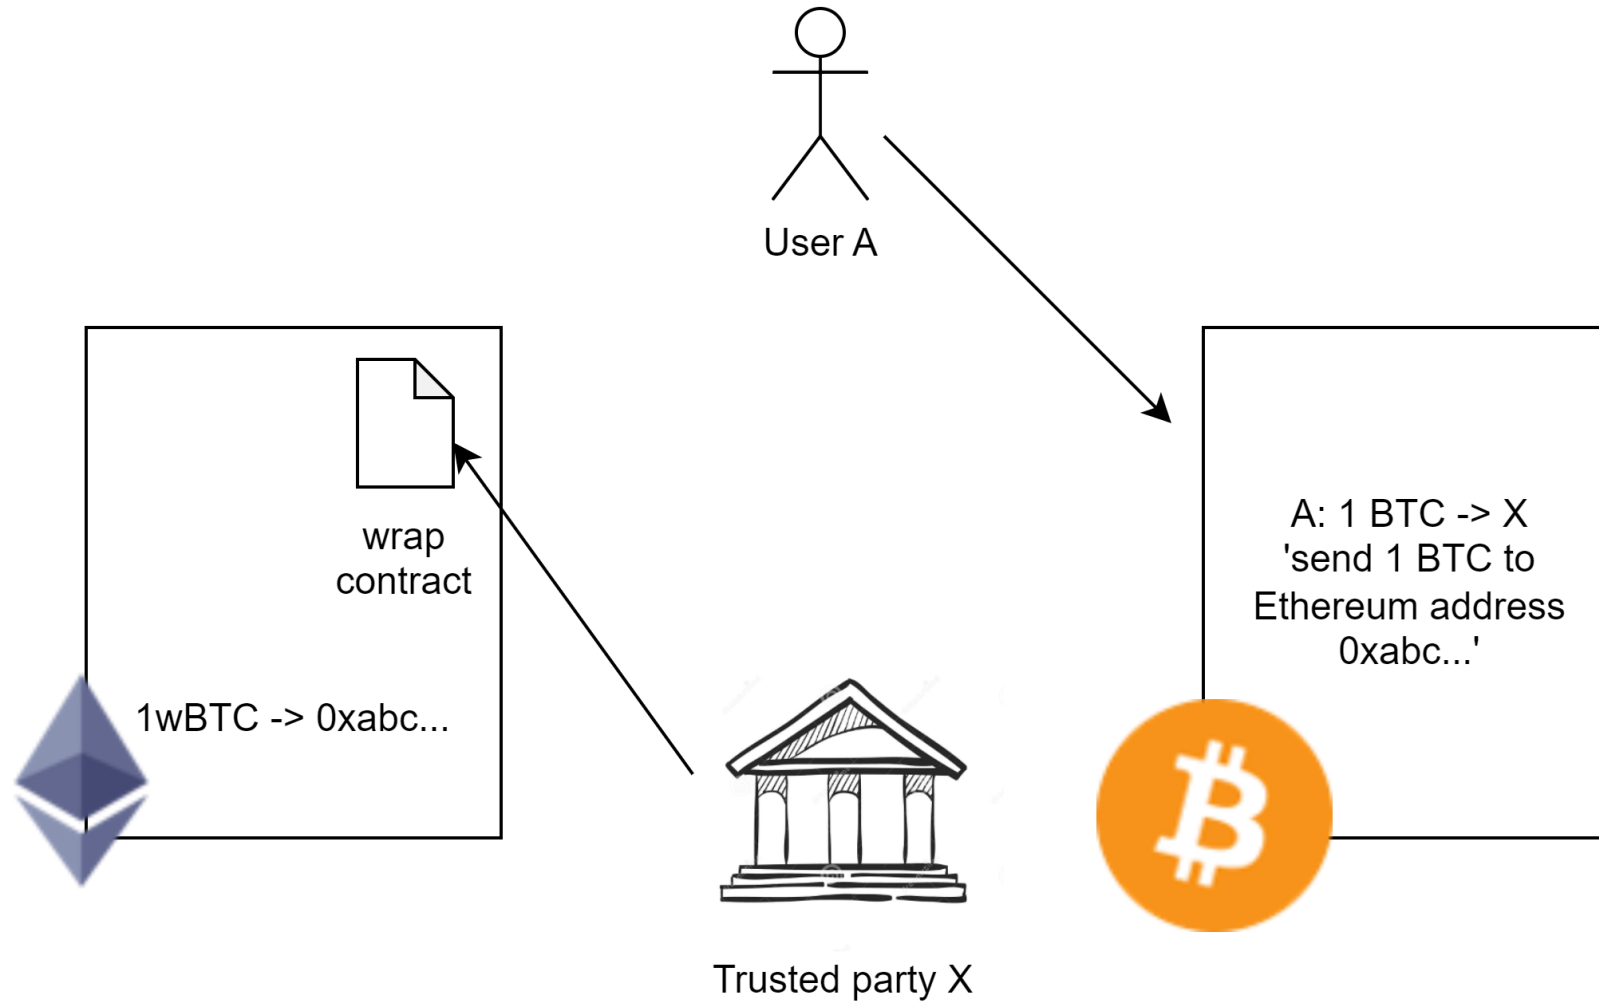 User A
wrap
contract
1wBTC -> 0xabc...
A: 1 BTC -> X
'send 1 BTC to
Ethereum address
0xabc...'
Trusted party X